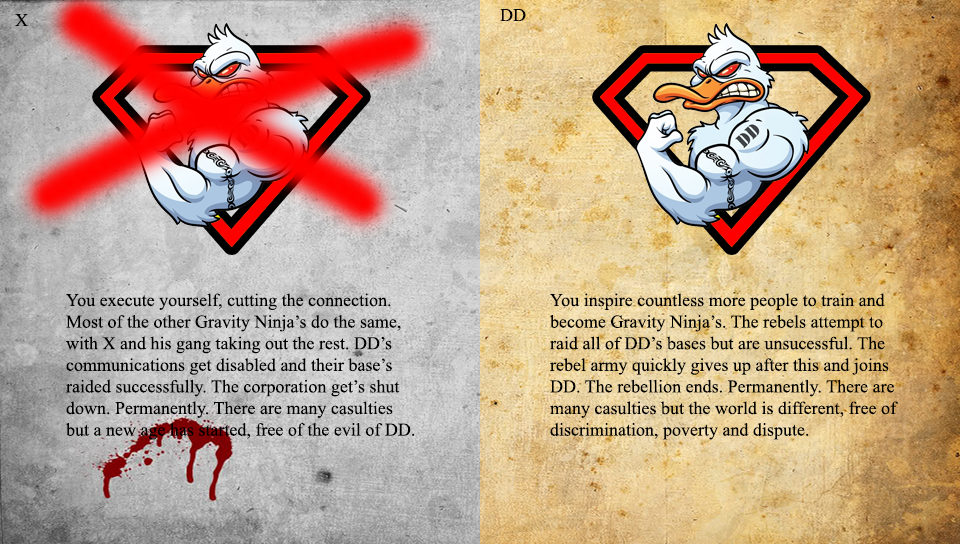 X
You execute yourself, cutting the connection.
Most of the other Gravity Ninja’s do the same,
with X and his gang taking out the rest. DD’s
communications get disabled and their base’s
raided successfully. The corporation get’s shut
down. Permanently. There are many casulties
but a new age has started, free of the evil of DD.
DD
DD
You inspire countless more people to train and
become Gravity Ninja’s. The rebels attempt to
raid all of DD’s bases but are unsucessful. The
rebel army quickly gives up after this and joins
DD. The rebellion ends. Permanently. There are
many casulties but the world is different, free of
discrimination, poverty and dispute.